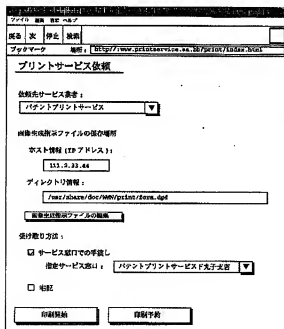 ファイル 編集 表示 ヘルプ
戻る 次 停止 検索
ブックマーク 場所: http://www.printservice.aa.bb/print/index.html
プリントサービス依頼
依頼先サービス業者:
パテントプリントサービス
画像生成指示ファイルの保存場所
ホスト情報 (IP アドレス):
111.2.33.44
ディレクトリ情報:
/usr/share/doc/WWW/print/form.dpd
画像生成指示ファイルの編集
受け取り方法:
サービス窓口での手渡し
指定サービス窓口: パテントプリントサービス下丸子支店
宅配
印刷開始 印刷予約